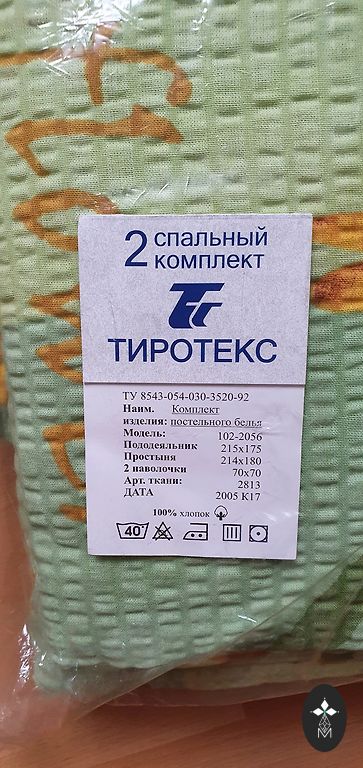 FLOWE
2 спальный
комплект
ТИРОТЕКС
ТУ 8543-054-030-3520-92
Наим. Комплект
изделия: постельного белья
Модель: 102-2056
Пододеяльник 215х175
Простыня 214х180
2 наволочки 70х70
Арт. ткани: 2813
ДАТА 2005 К17
100% хлопок
40°
M